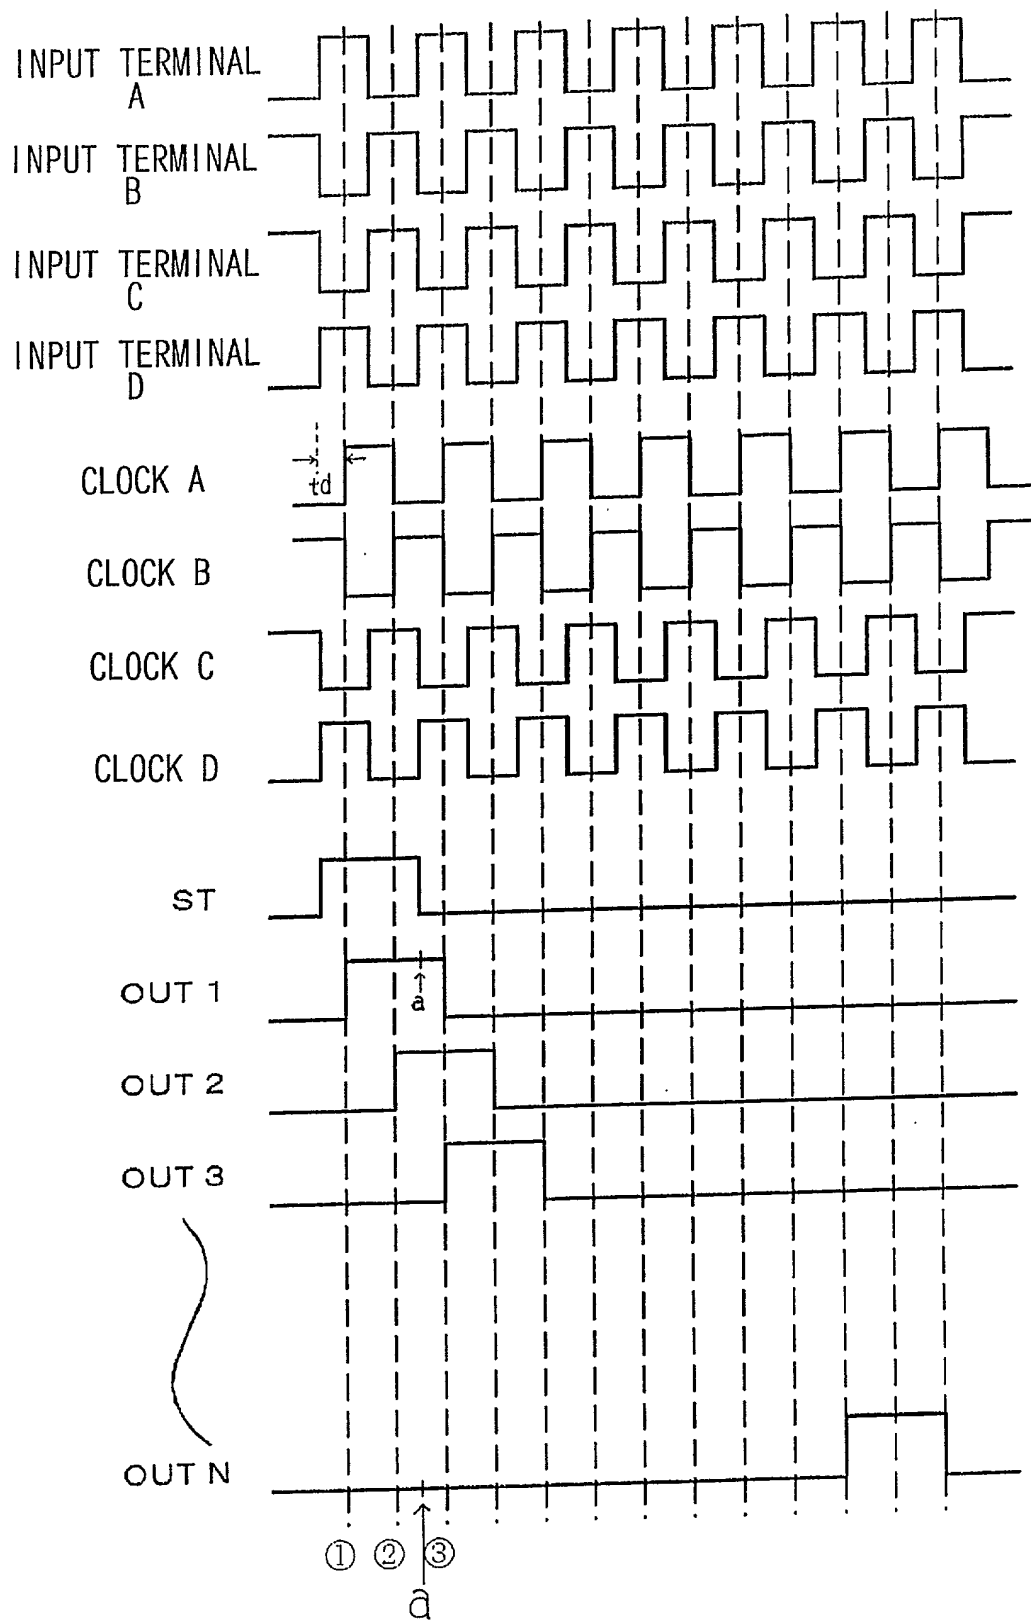 INPUT TERMINAL
A
INPUT TERMINAL
B
INPUT TERMINAL
C
INPUT TERMINAL
D
td
CLOCK A
CLOCK B
CLOCK C
CLOCK D
ST
OUT 1
a
OUT 2
OUT 3
OUT N
① ② ③
a